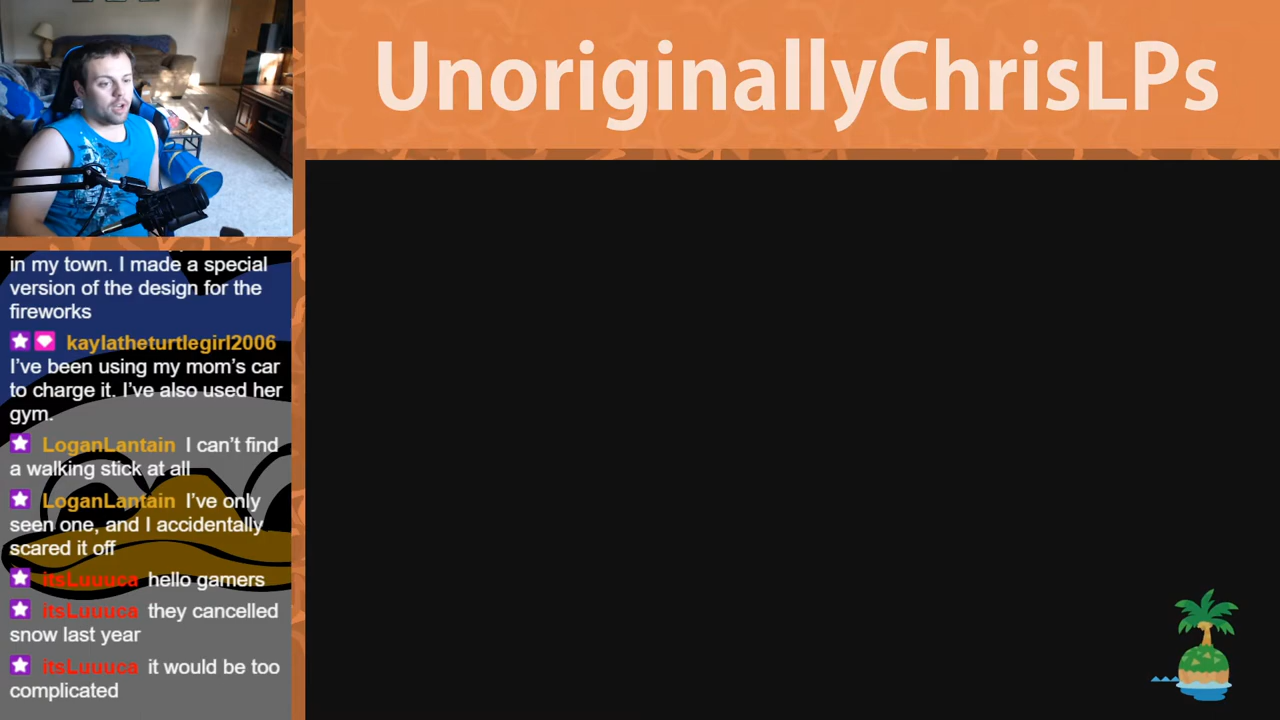 UnoriginallyChrisLPs
in my town. I made a special
version of the design for the
fireworks
kaylatheturtlegirl2006
I’ve been using my mom’s car
to charge it. I’ve also used her
gym.
LoganLantain I can’t find
a walking stick at all
LoganLantain I’ve only
seen one, and I accidentally
scared it off
itsLuuuca hello gamers
itsLuuuca they cancelled
snow last year
itsLuuuca it would be too
complicated